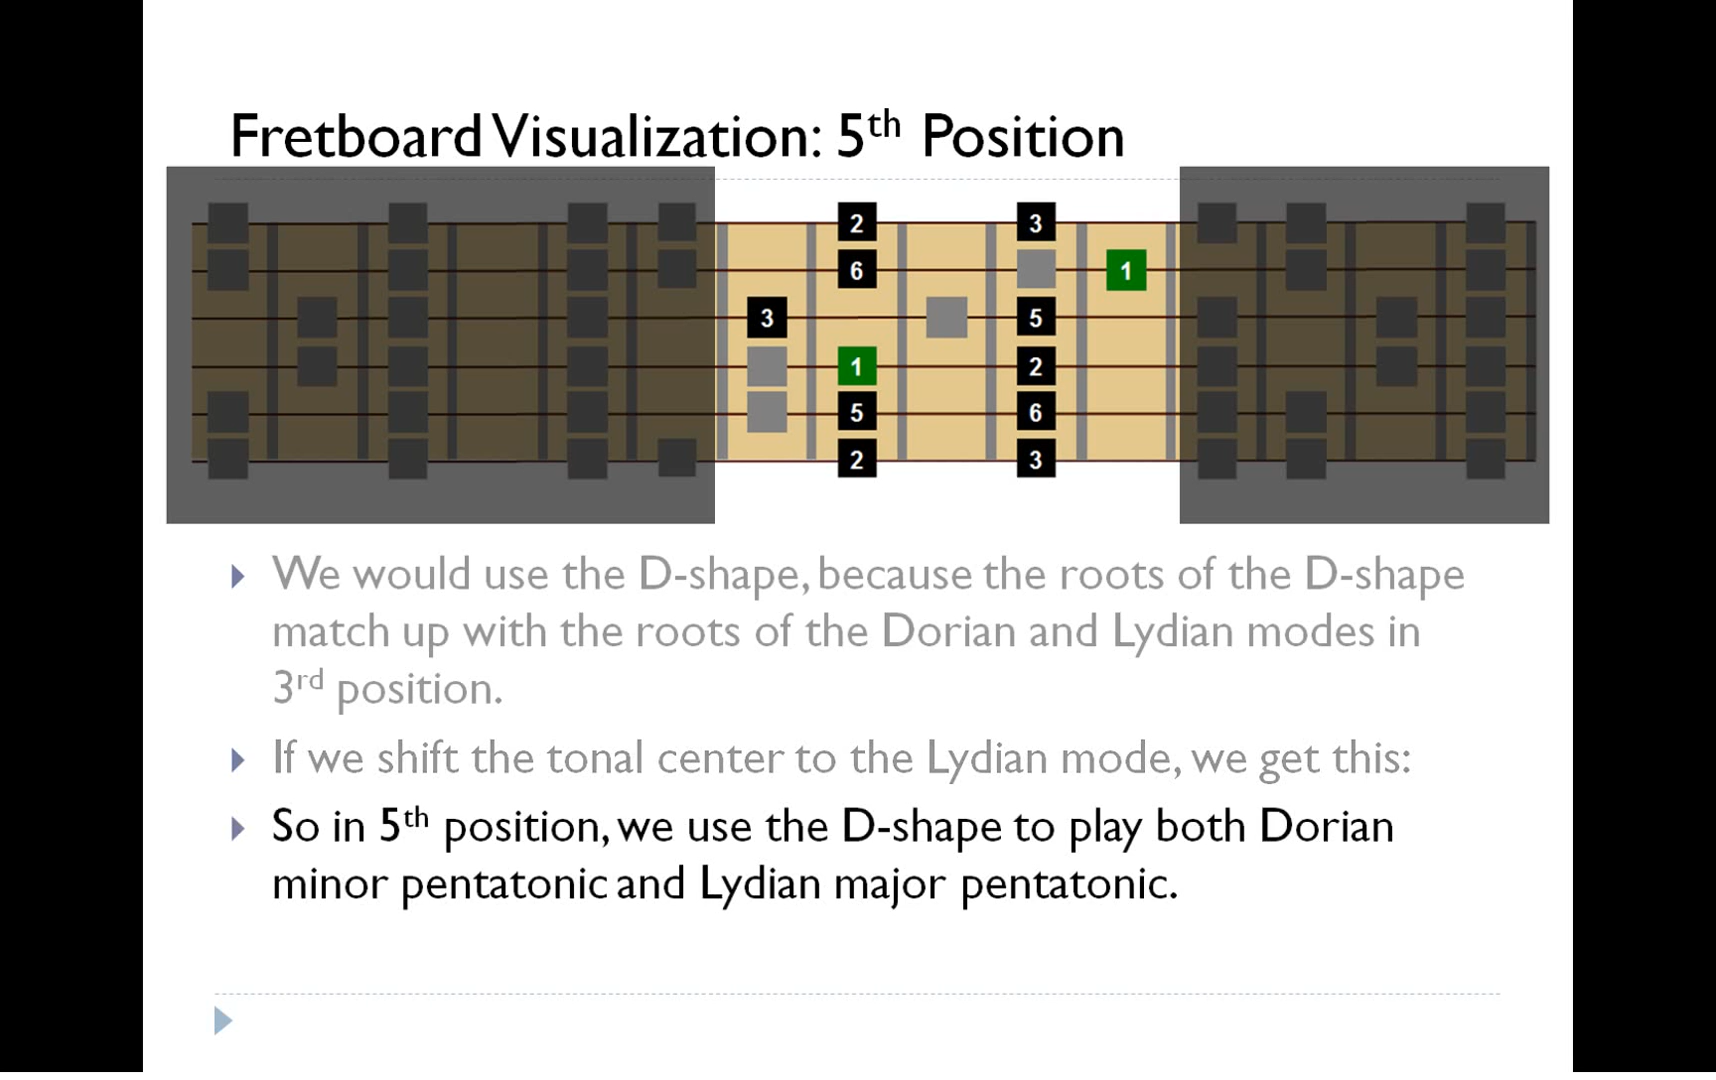 Fretboard Visualization: 5th Position
2 3
6 1
3 5
1 2
5 6
2 3
We would use the D-shape, because the roots of the D-shape
match up with the roots of the Dorian and Lydian modes in
3rd position.
If we shift the tonal center to the Lydian mode, we get this:
So in 5th position, we use the D-shape to play both Dorian
minor pentatonic and Lydian major pentatonic.